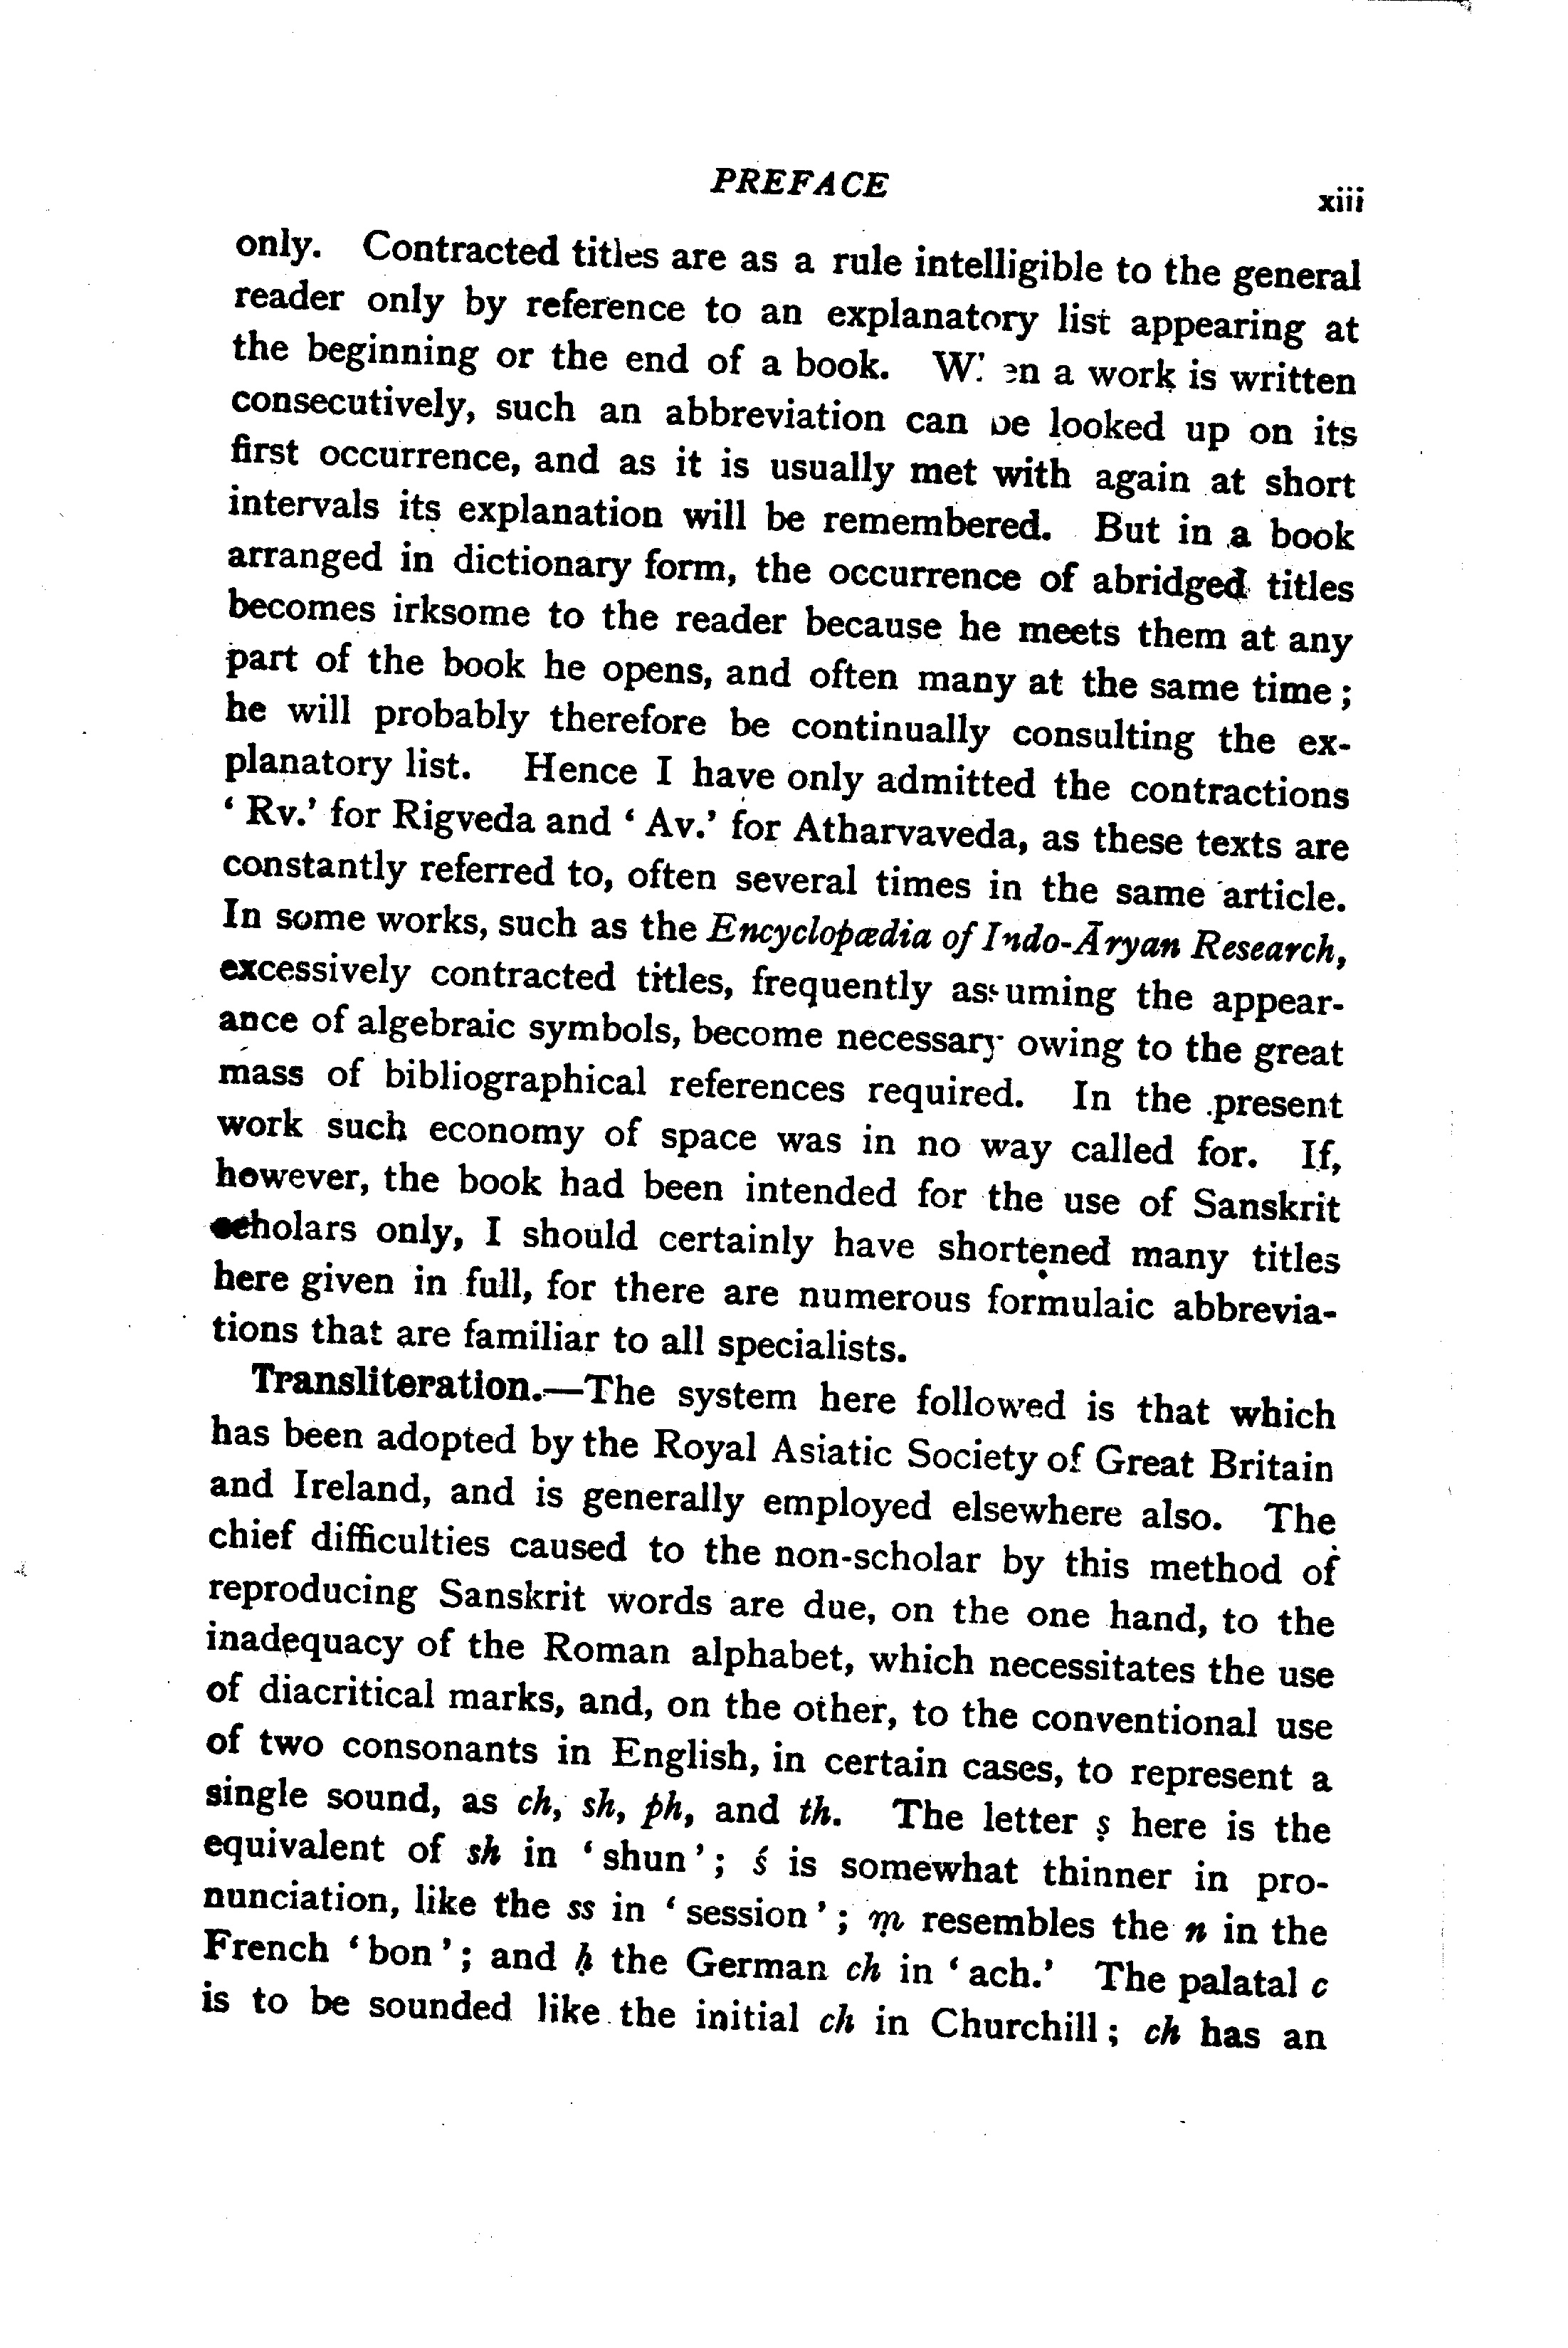 PREFACE
xiii
only. Contracted titles are as a rule intelligible to the general
reader only by reference to an explanatory list appearing at
the beginning or the end of a book. When a work is written
consecutively, such an abbreviation can be looked up on its
first occurrence, and as it is usually met with again at short
intervals its explanation will be remembered. But in a book
arranged in dictionary form, the occurrence of abridged titles
becomes irksome to the reader because he meets them at any
part of the book he opens, and often many at the same time;
he will probably therefore be continually consulting the ex-
planatory list. Hence I have only admitted the contractions
‘Rv.’ for Rigveda and ‘Av.’ for Atharvaveda, as these texts are
constantly referred to, often several times in the same article.
In some works, such as the Encyclopædia of Indo-Āryan Research,
excessively contracted titles, frequently assuming the appear-
ance of algebraic symbols, become necessary owing to the great
mass of bibliographical references required. In the present
work such economy of space was in no way called for. If,
however, the book had been intended for the use of Sanskrit
scholars only, I should certainly have shortened many titles
here given in full, for there are numerous formulaic abbrevia-
tions that are familiar to all specialists.
Transliteration.—The system here followed is that which
has been adopted by the Royal Asiatic Society of Great Britain
and Ireland, and is generally employed elsewhere also. The
chief difficulties caused to the non-scholar by this method of
reproducing Sanskrit words are due, on the one hand, to the
inadequacy of the Roman alphabet, which necessitates the use
of diacritical marks, and, on the other, to the conventional use
of two consonants in English, in certain cases, to represent a
single sound, as ch, sh, ph, and th. The letter ṣ here is the
equivalent of sh in ‘shun’; ś is somewhat thinner in pro-
nunciation, like the ss in ‘session’; ṃ resembles the n in the
French ‘bon’; and ḥ the German ch in ‘ach.’ The palatal c
is to be sounded like the initial ch in Churchill; ch has an